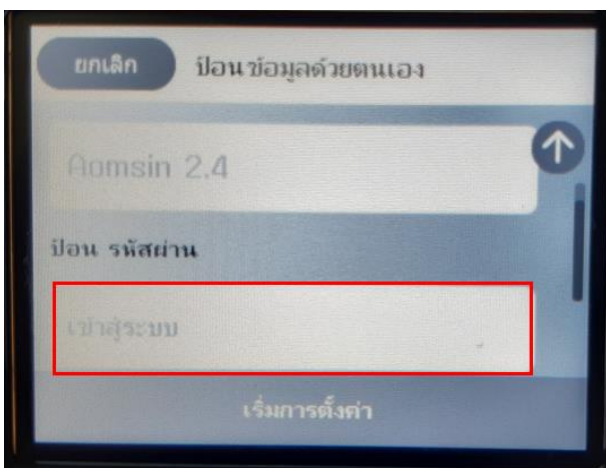 ยกเลิก ป้อนข้อมูลด้วยตนเอง
Aomsin 2.4
ป้อน รหัสผ่าน
เข้าสู่ระบบ
เริ่มการตั้งค่า